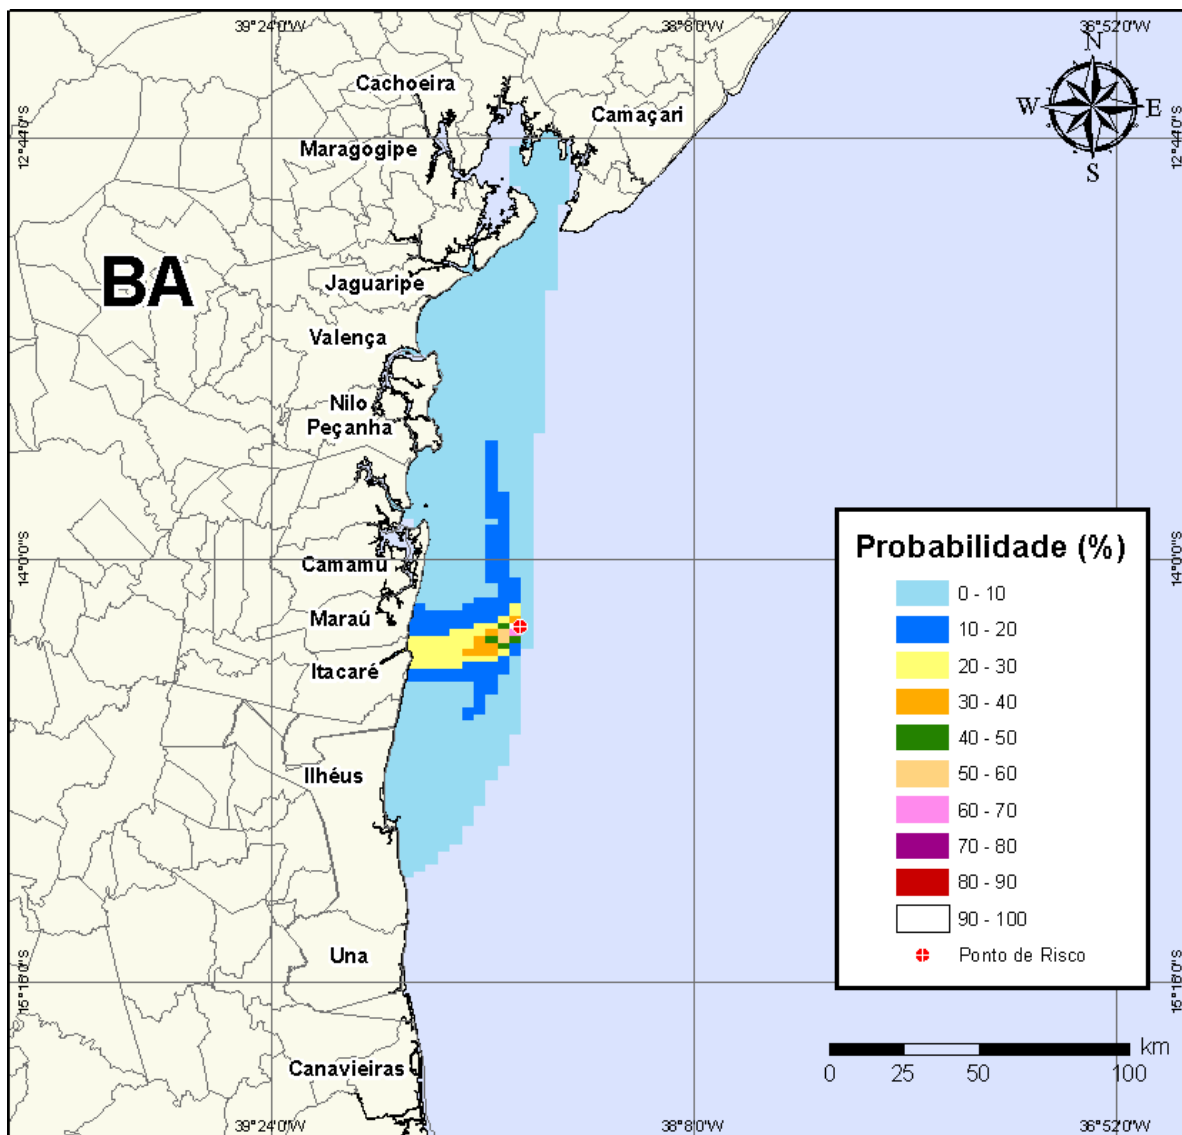 39°24'0"W
38°8'0"W
36°52'0"W
N
W
E
S
12°44'0"S
12°44'0"S
Cachoeira
Camaçari
Maragogipe
BA
Jaguaripe
Valença
Nilo
Peçanha
14°0'0"S
14°0'0"S
Camamú
Maraú
Itacaré
Ilhéus
Una
Canavieiras
15°16'0"S
15°16'0"S
Probabilidade (%)
0 - 10
10 - 20
20 - 30
30 - 40
40 - 50
50 - 60
60 - 70
70 - 80
80 - 90
90 - 100
Ponto de Risco
km
0
25
50
100
39°24'0"W
38°8'0"W
36°52'0"W